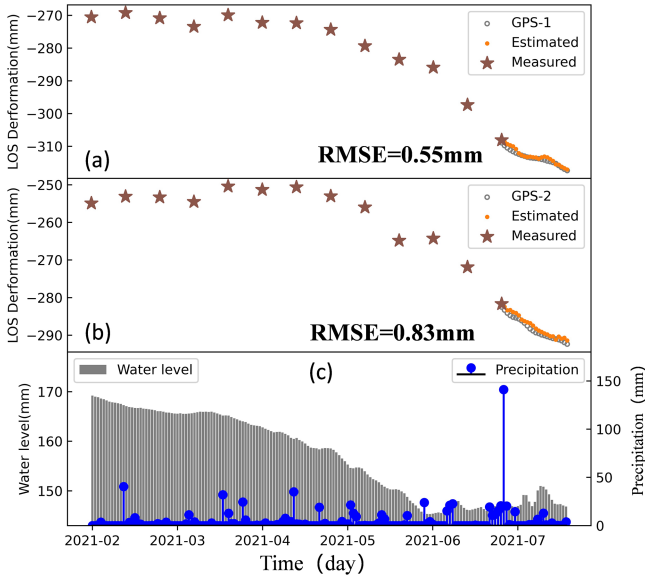 −270
−280
−290
−300
−310
LOS Derformation(mm)
GPS-1
Estimated
Measured
(a)
RMSE=0.55mm
−250
−260
−270
−280
−290
LOS Derformation(mm)
GPS-2
Estimated
Measured
(b)
RMSE=0.83mm
Water level
(c)
Precipitation
170
160
150
Water level(mm)
150
100
50
0
Precipitation (mm)
2021-02 2021-03 2021-04 2021-05 2021-06 2021-07
Time (day)